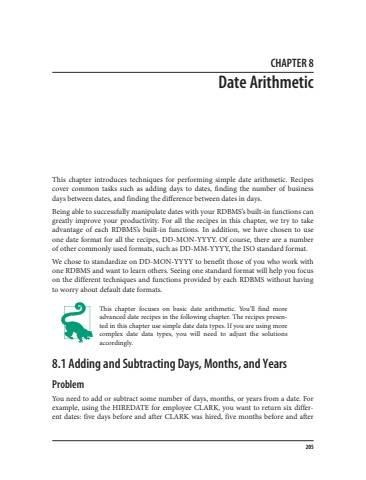 CHAPTER 8
Date Arithmetic
This chapter introduces techniques for performing simple date arithmetic. Recipes
cover common tasks such as adding days to dates, finding the number of business
days between dates, and finding the difference between dates in days.
Being able to successfully manipulate dates with your RDBMS's built-in functions can
greatly improve your productivity. For all the recipes in this chapter, we try to take
advantage of each RDBMS's built-in functions. In addition, we have chosen to use
one date format for all the recipes, DD-MON-YYYY. Of course, there are a number
of other commonly used formats, such as DD-MM-YYYY, the ISO standard format.
We chose to standardize on DD-MON-YYYY to benefit those of you who work with
one RDBMS and want to learn others. Seeing one standard format will help you focus
on the different techniques and functions provided by each RDBMS without having
to worry about default date formats.
This chapter focuses on basic date arithmetic. You'll find more
advanced date recipes in the following chapter. The recipes presen-
ted in this chapter use simple date data types. If you are using more
complex date data types, you will need to adjust the solutions
accordingly.
8.1 Adding and Subtracting Days, Months, and Years
Problem
You need to add or subtract some number of days, months, or years from a date. For
example, using the HIREDATE for employee CLARK, you want to return six differ-
ent dates: five days before and after CLARK was hired, five months before and after
205